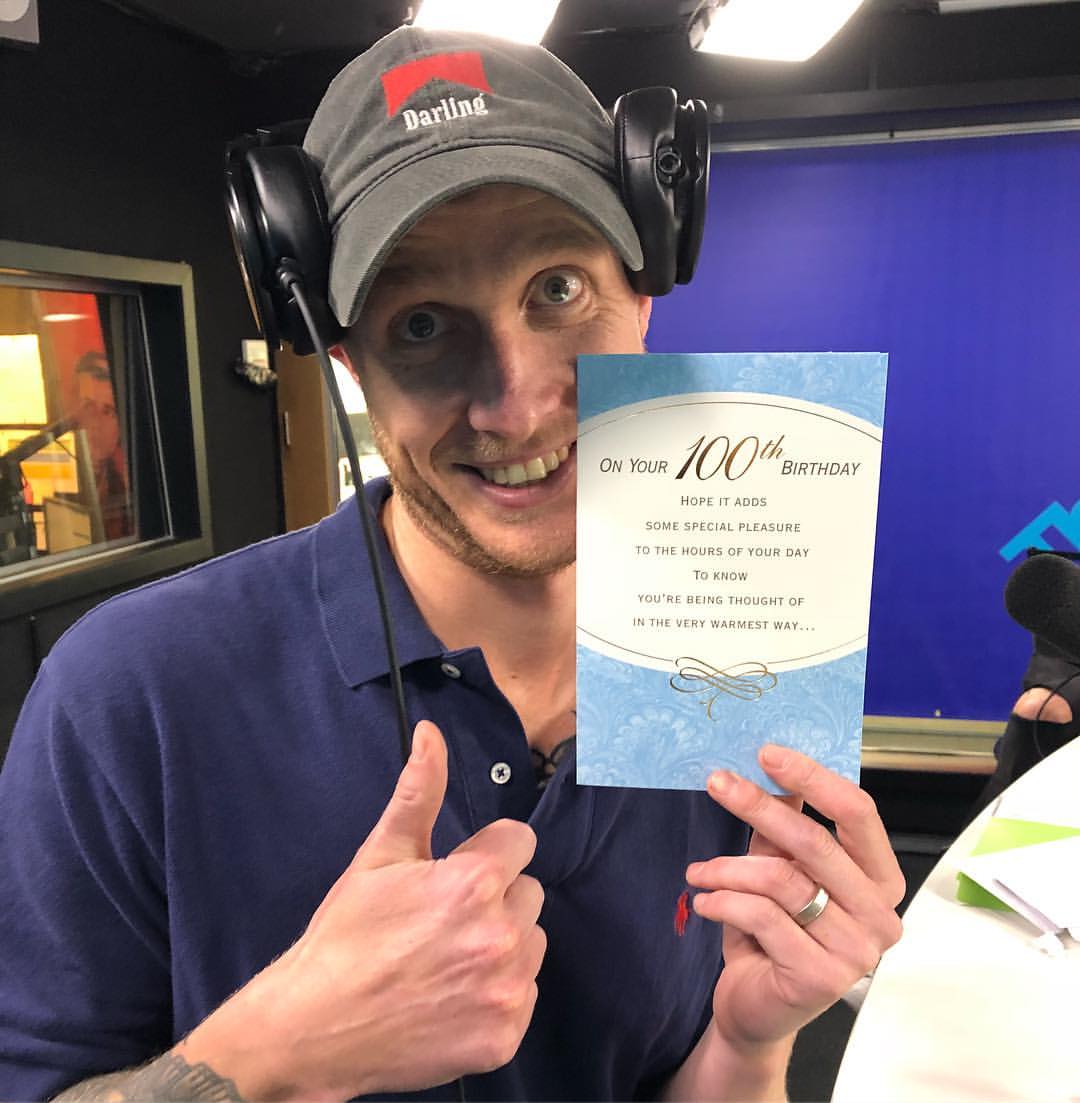 Darling
On Your 100th Birthday
Hope it adds
some special pleasure
to the hours of your day
To know
you're being thought of
in the very warmest way...